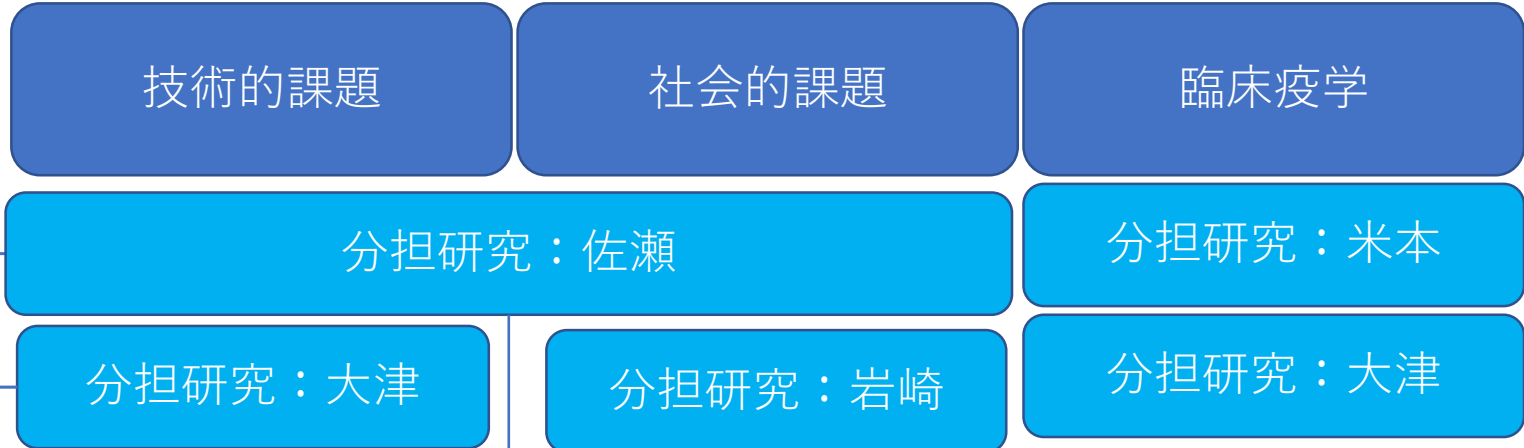 技術的課題
社会的課題
臨床疫学
分担研究：佐瀬
分担研究：米本
分担研究：大津
分担研究：岩崎
分担研究：大津